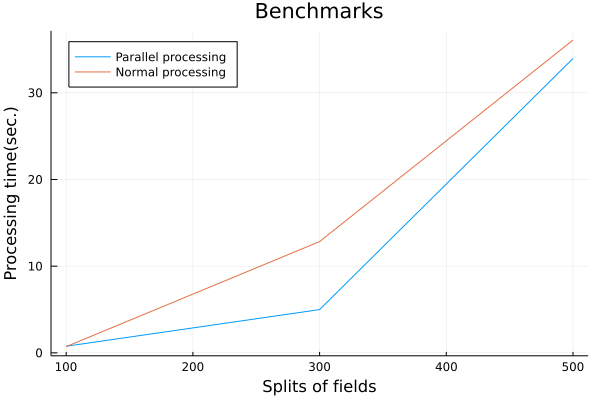 Benchmarks
Parallel processing
Normal processing
Processing time(sec.)
30
20
10
0
100 200 300 400 500
Splits of fields